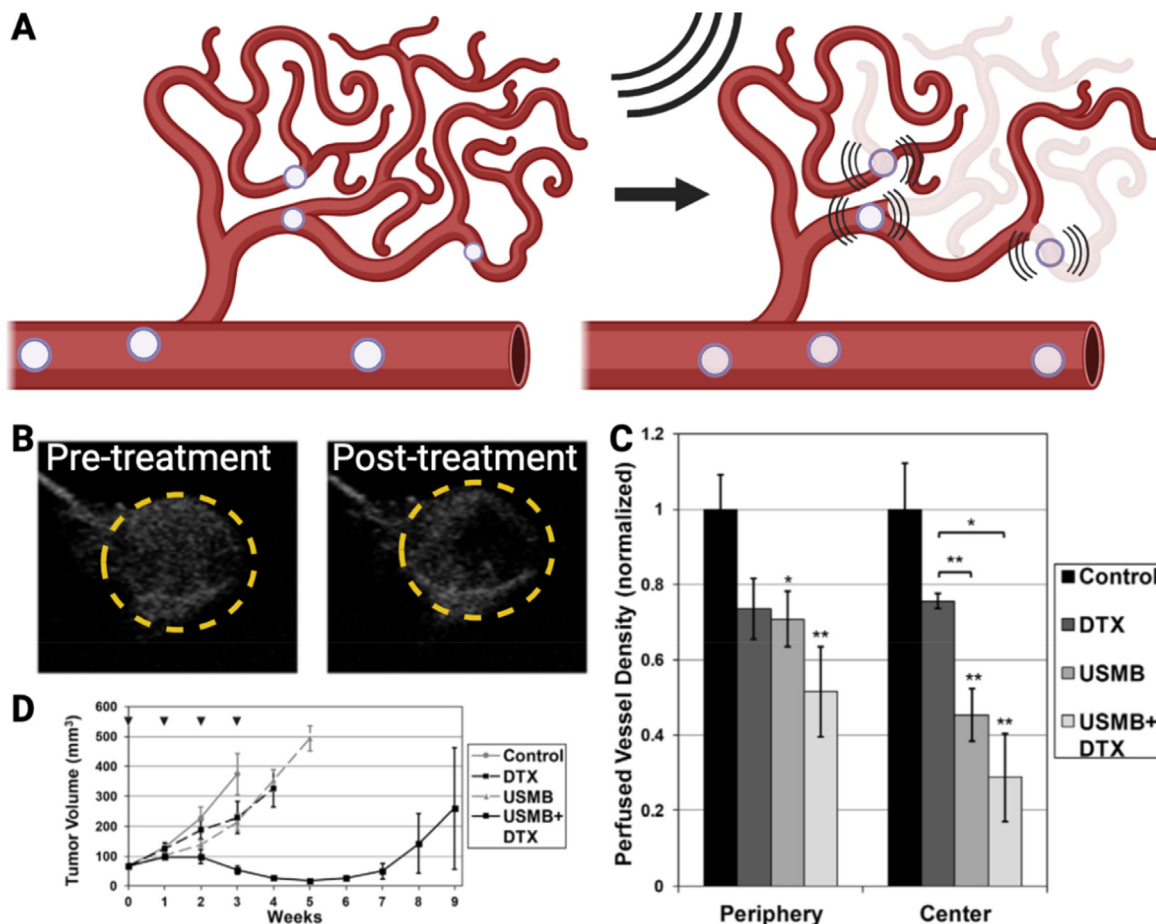 A
B
Pre-treatment
Post-treatment
C
Perfused Vessel Density (normalized)
1.2
1
0.8
0.6
0.4
0.2
0
*
**
*
**
**
**
Periphery
Center
Control
DTX
USMB
USMB+
DTX
D
Tumor Volume (mm³)
600
500
400
300
200
100
0
0 1 2 3 4 5 6 7 8 9
Weeks
Control
DTX
USMB
USMB+
DTX